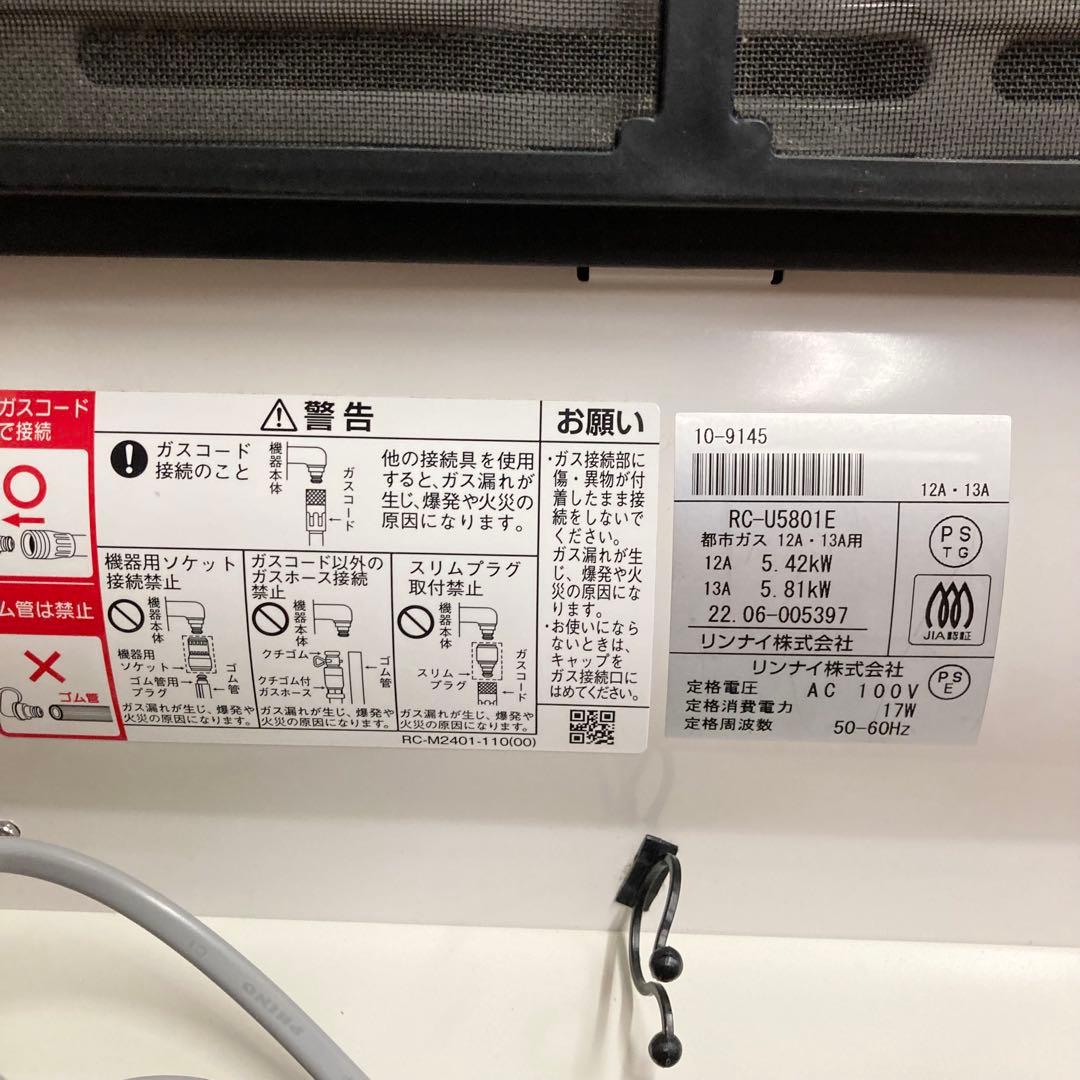 ガスコード
で接続
ム管は禁止
ゴム管
警告
ガスコード
接続のこと
機器本体
ガスコード
他の接続具を使用
すると、ガス漏れが
生じ、爆発や火災の
原因になります。
機器用ソケット
接続禁止
機器本体
機器用
ソケット
ゴム管用
プラグ
ゴム管
ガス漏れが生じ、爆発や
火災の原因になります。
ガスコード以外の
ガスホース接続
禁止
機器本体
クチゴム
クチゴム付
ガスホース
ガス漏れが生じ、爆発や
火災の原因になります。
スリムプラグ
取付禁止
機器本体
スリム
プラグ
ガスコード
ガス漏れが生じ、爆発や
火災の原因になります。
RC-M2401-110(00)
お願い
・ガス接続部に
傷・異物が付
着したまま接
続をしないで
ください。
ガス漏れが生
じ、爆発や火
災の原因にな
ります。
・お使いになら
ないときは、
キャップを
ガス接続口に
はめてください。
10-9145
12A・13A
RC-U5801E
都市ガス 12A・13A用
12A 5.42kW
13A 5.81kW
22.06-005397
リンナイ株式会社
PS
TG
JIA認証
リンナイ株式会社
定格電圧 AC 100V
定格消費電力 17W
定格周波数 50-60Hz
PS
E
PHINO